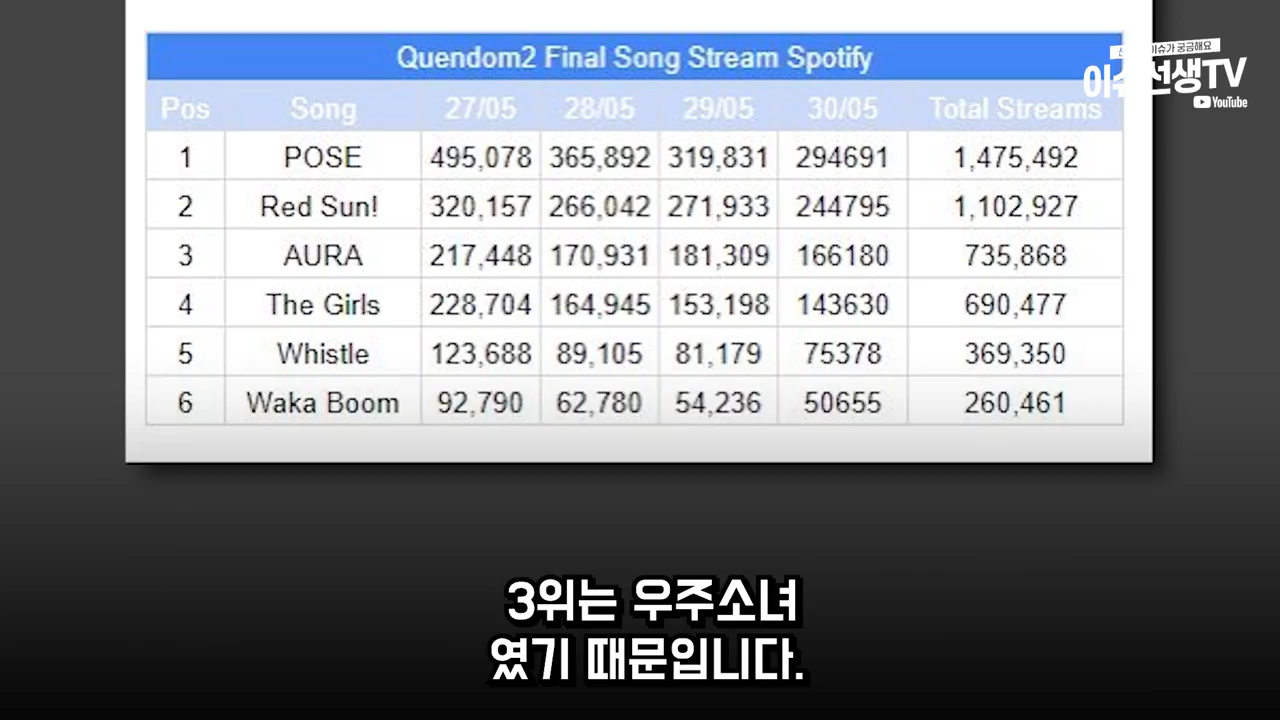 Quendom2 Final Song Stream Spotify
Pos Song 27/05 28/05 29/05 30/05 Total Streams
1 POSE 495,078 365,892 319,831 294691 1,475,492
2 Red Sun! 320,157 266,042 271,933 244795 1,102,927
3 AURA 217,448 170,931 181,309 166180 735,868
4 The Girls 228,704 164,945 153,198 143630 690,477
5 Whistle 123,688 89,105 81,179 75378 369,350
6 Waka Boom 92,790 62,780 54,236 50655 260,461
이슈가 궁금해요
이슈선생TV
YouTube
3위는 우주소녀
였기 때문입니다.